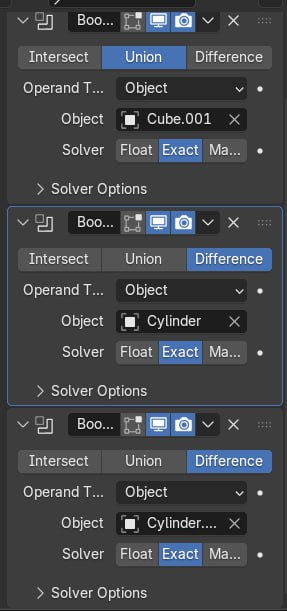 Boo...
Intersect Union Difference
Operand T... Object
Object Cube.001
Solver Float Exact Ma...
Solver Options
Boo...
Intersect Union Difference
Operand T... Object
Object Cylinder
Solver Float Exact Ma...
Solver Options
Boo...
Intersect Union Difference
Operand T... Object
Object Cylinder....
Solver Float Exact Ma...
Solver Options